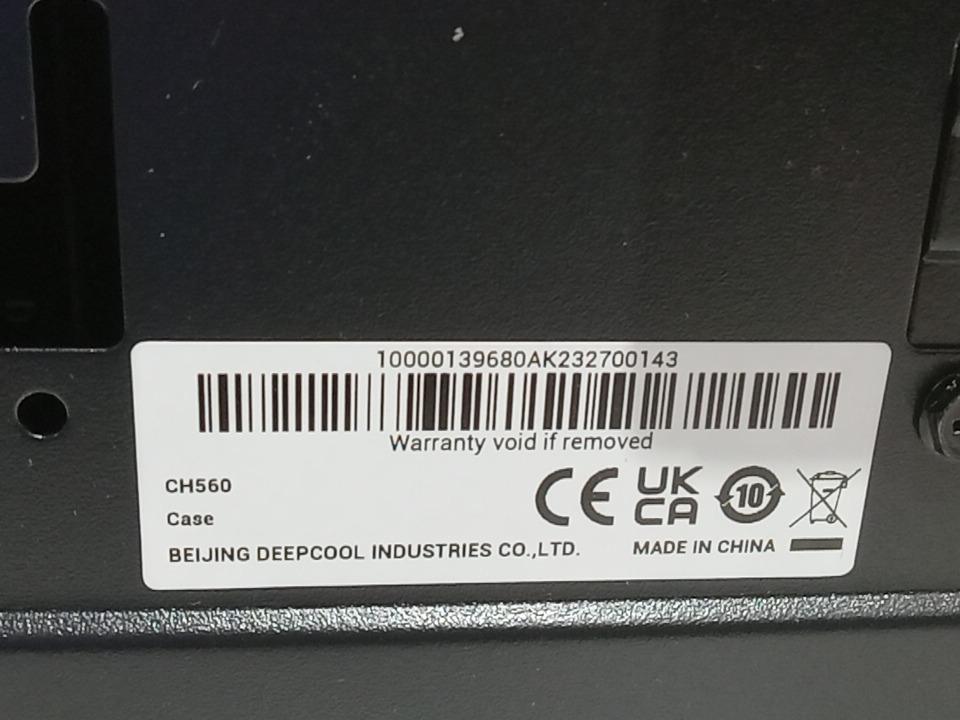 10000139680AK232700143
Warranty void if removed
CH560
Case
CE UK CA 10
BEIJING DEEPCOOL INDUSTRIES CO.,LTD.
MADE IN CHINA